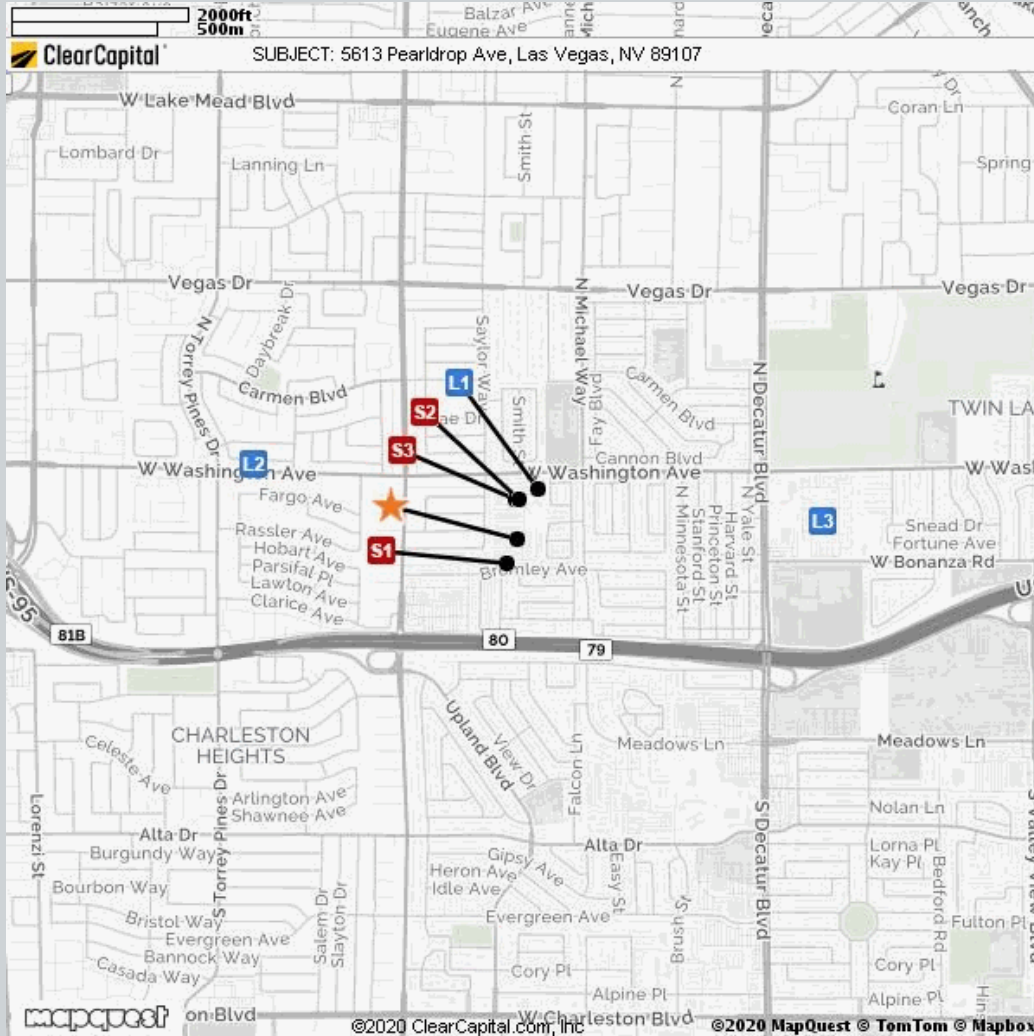 2000ft
500m
Balzar Ave
Eugene Ave
ClearCapital
SUBJECT: 5613 Pearldrop Ave, Las Vegas, NV 89107
W Lake Mead Blvd
Coran Ln
Lombard Dr
Lanning Ln
Smith St
Spring
N
Vegas Dr
Vegas Dr
Vegas Dr
N Michael Way
N Torrey Pines Dr
Daybreak Dr
Saylor Way
Carmen Blvd
Carmen Blvd
L1
S2
ae Dr
Smith S
Fay Blvd
N Decatur Blvd
TWIN LA
S3
Cannon Blvd
L2
W Washington Ave
W Washington Ave
W Wash
Fargo Ave
L3
Snead Dr
Fortune Ave
W Bonanza Rd
Rassler Ave
Hobart Ave
Parsifal Pl
Lawton Ave
Clarice Ave
S1
Bromley Ave
N Minnesota St
Stanford St
Princeton St
Harvard St
N Yale St
US-95
81B
80
79
U
CHARLESTON
HEIGHTS
Upland Blvd
View Dr
Falcon Ln
Meadows Ln
Meadows Ln
Celeste Ave
Arlington Ave
Shawnee Ave
Nolan Ln
Lorenzi St
S Torrey Pines Dr
Alta Dr
Alta Dr
Burgundy Way
Lorna Pl
Kay Pl
Gipsy Ave
Heron Ave
Idle Ave
Easy St
Bourbon Way
S Decatur Blvd
Bedford Rd
S Valley View Blvd
Bristol Way
Evergreen Ave
Evergreen Ave
Brush St
Fulton Pl
Bannock Way
Casada Way
Salem Dr
Slayton Dr
Cory Pl
Cory Pl
Alpine Pl
Alpine Pl
mapquest
on Blvd
W Charleston Blvd
©2020 ClearCapital.com, Inc
©2020 MapQuest © TomTom © Mapbo